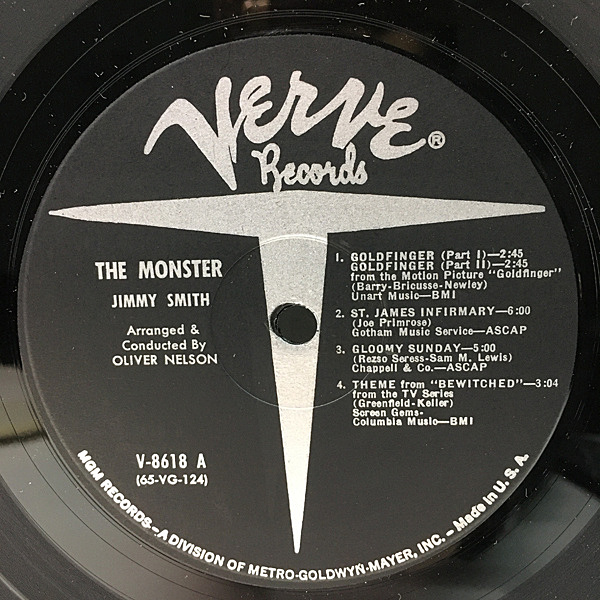 Verve®
Records
THE MONSTER
JIMMY SMITH
Arranged &
Conducted By
OLIVER NELSON
V-8618 A
(65-VG-124)
1. GOLDFINGER (Part I)—2:45
GOLDFINGER (Part II)—2:45
from the Motion Picture "Goldfinger"
(Barry-Bricusse-Newley)
Unart Music—BMI
2. ST. JAMES INFIRMARY—6:00
(Joe Primrose)
Gotham Music Service—ASCAP
3. GLOOMY SUNDAY—5:00
(Rezso Seress-Sam M. Lewis)
Chappell & Co.—ASCAP
4. THEME from "BEWITCHED"—3:04
from the TV Series
(Greenfield-Keller)
Screen Gems-
Columbia Music—BMI
MGM RECORDS—A DIVISION OF METRO-GOLDWYN-MAYER, INC. – Made in U. S. A.